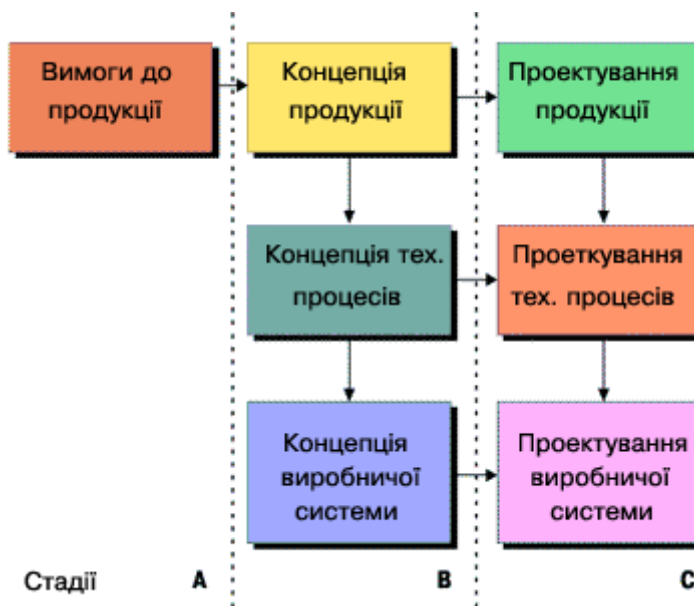 Вимоги до
продукції
Концепція
продукції
Проектування
продукції
Концепція тех.
процесів
Проеткування
тех. процесів
Концепція
виробничої
системи
Проектування
виробничої
системи
Стадії A B C